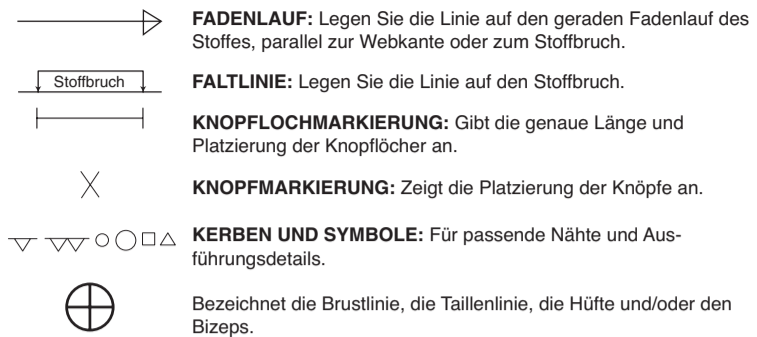 FADENLAUF: Legen Sie die Linie auf den geraden Fadenlauf des
Stoffes, parallel zur Webkante oder zum Stoffbruch.
Stoffbruch
FALTLINIE: Legen Sie die Linie auf den Stoffbruch.
KNOPFLOCHMARKIERUNG: Gibt die genaue Länge und
Platzierung der Knopflöcher an.
KNOPFMARKIERUNG: Zeigt die Platzierung der Knöpfe an.
KERBEN UND SYMBOLE: Für passende Nähte und Aus-
führungsdetails.
Bezeichnet die Brustlinie, die Taillenlinie, die Hüfte und/oder den
Bizeps.